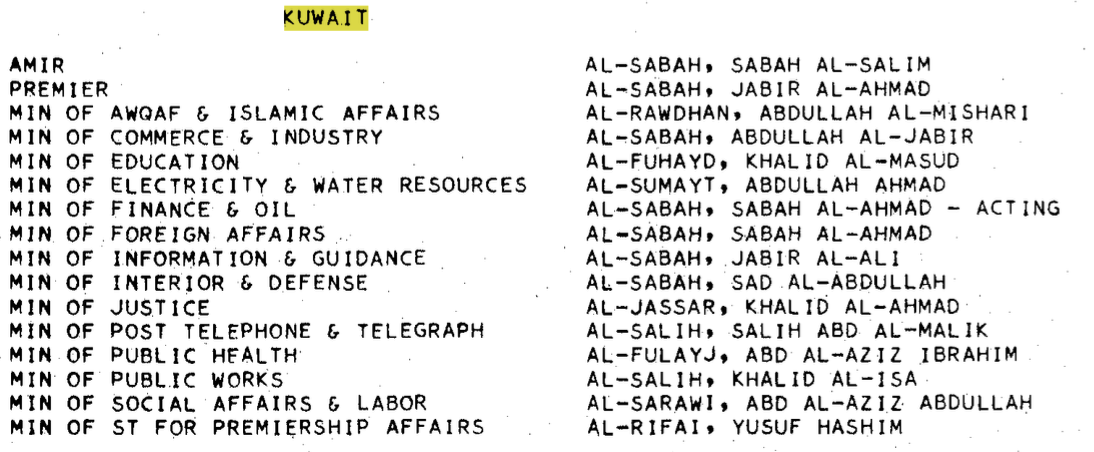 KUWAIT
AMIR AL-SABAH, SABAH AL-SALIM
PREMIER AL-SABAH, JABIR AL-AHMAD
MIN OF AWQAF & ISLAMIC AFFAIRS AL-RAWDHAN, ABDULLAH AL-MISHARI
MIN OF COMMERCE & INDUSTRY AL-SABAH, ABDULLAH AL-JABIR
MIN OF EDUCATION AL-FUHAYD, KHALID AL-MASUD
MIN OF ELECTRICITY & WATER RESOURCES AL-SUMAYT, ABDULLAH AHMAD
MIN OF FINANCE & OIL AL-SABAH, SABAH AL-AHMAD - ACTING
MIN OF FOREIGN AFFAIRS AL-SABAH, SABAH AL-AHMAD
MIN OF INFORMATION & GUIDANCE AL-SABAH, JABIR AL-ALI
MIN OF INTERIOR & DEFENSE AL-SABAH, SAD AL-ABDULLAH
MIN OF JUSTICE AL-JASSAR, KHALID AL-AHMAD
MIN OF POST TELEPHONE & TELEGRAPH AL-SALIH, SALIH ABD AL-MALIK
MIN OF PUBLIC HEALTH AL-FULAYJ, ABD AL-AZIZ IBRAHIM
MIN OF PUBLIC WORKS AL-SALIH, KHALID AL-ISA
MIN OF SOCIAL AFFAIRS & LABOR AL-SARAWI, ABD AL-AZIZ ABDULLAH
MIN OF ST FOR PREMIERSHIP AFFAIRS AL-RIFAI, YUSUF HASHIM